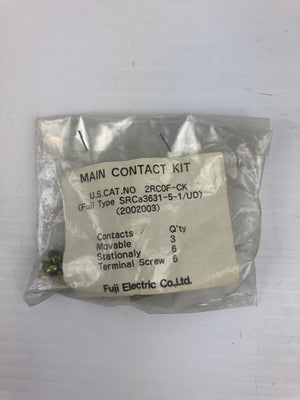 MAIN CONTACT KIT
U.S.CAT.NO 2RC0F-CK
(Fuji Type SRCa3631-5-1/UD)
(2002003)
Contacts Q'ty
Movable 3
Stationaly 6
Terminal Screw 6
Fuji Electric Co.,Ltd.